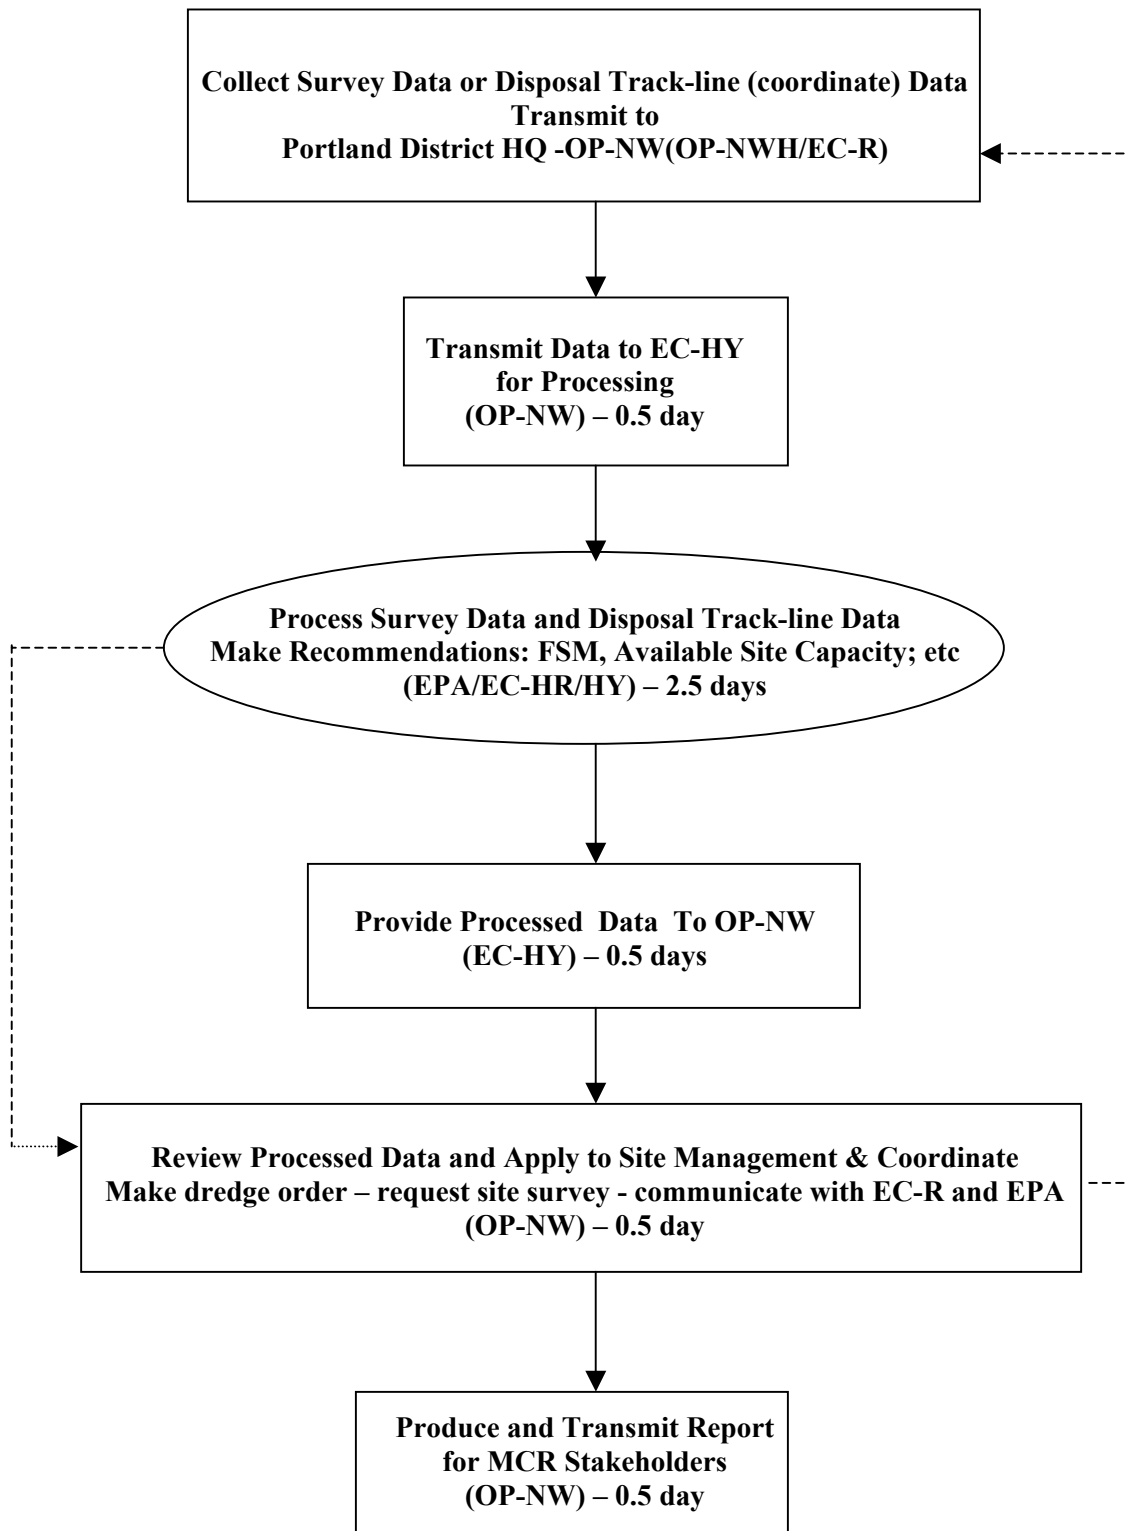 Collect Survey Data or Disposal Track-line (coordinate) Data
Transmit to
Portland District HQ -OP-NW(OP-NWH/EC-R)
Transmit Data to EC-HY
for Processing
(OP-NW) – 0.5 day
Process Survey Data and Disposal Track-line Data
Make Recommendations: FSM, Available Site Capacity; etc
(EPA/EC-HR/HY) – 2.5 days
Provide Processed Data To OP-NW
(EC-HY) – 0.5 days
Review Processed Data and Apply to Site Management & Coordinate
Make dredge order – request site survey - communicate with EC-R and EPA
(OP-NW) – 0.5 day
Produce and Transmit Report
for MCR Stakeholders
(OP-NW) – 0.5 day